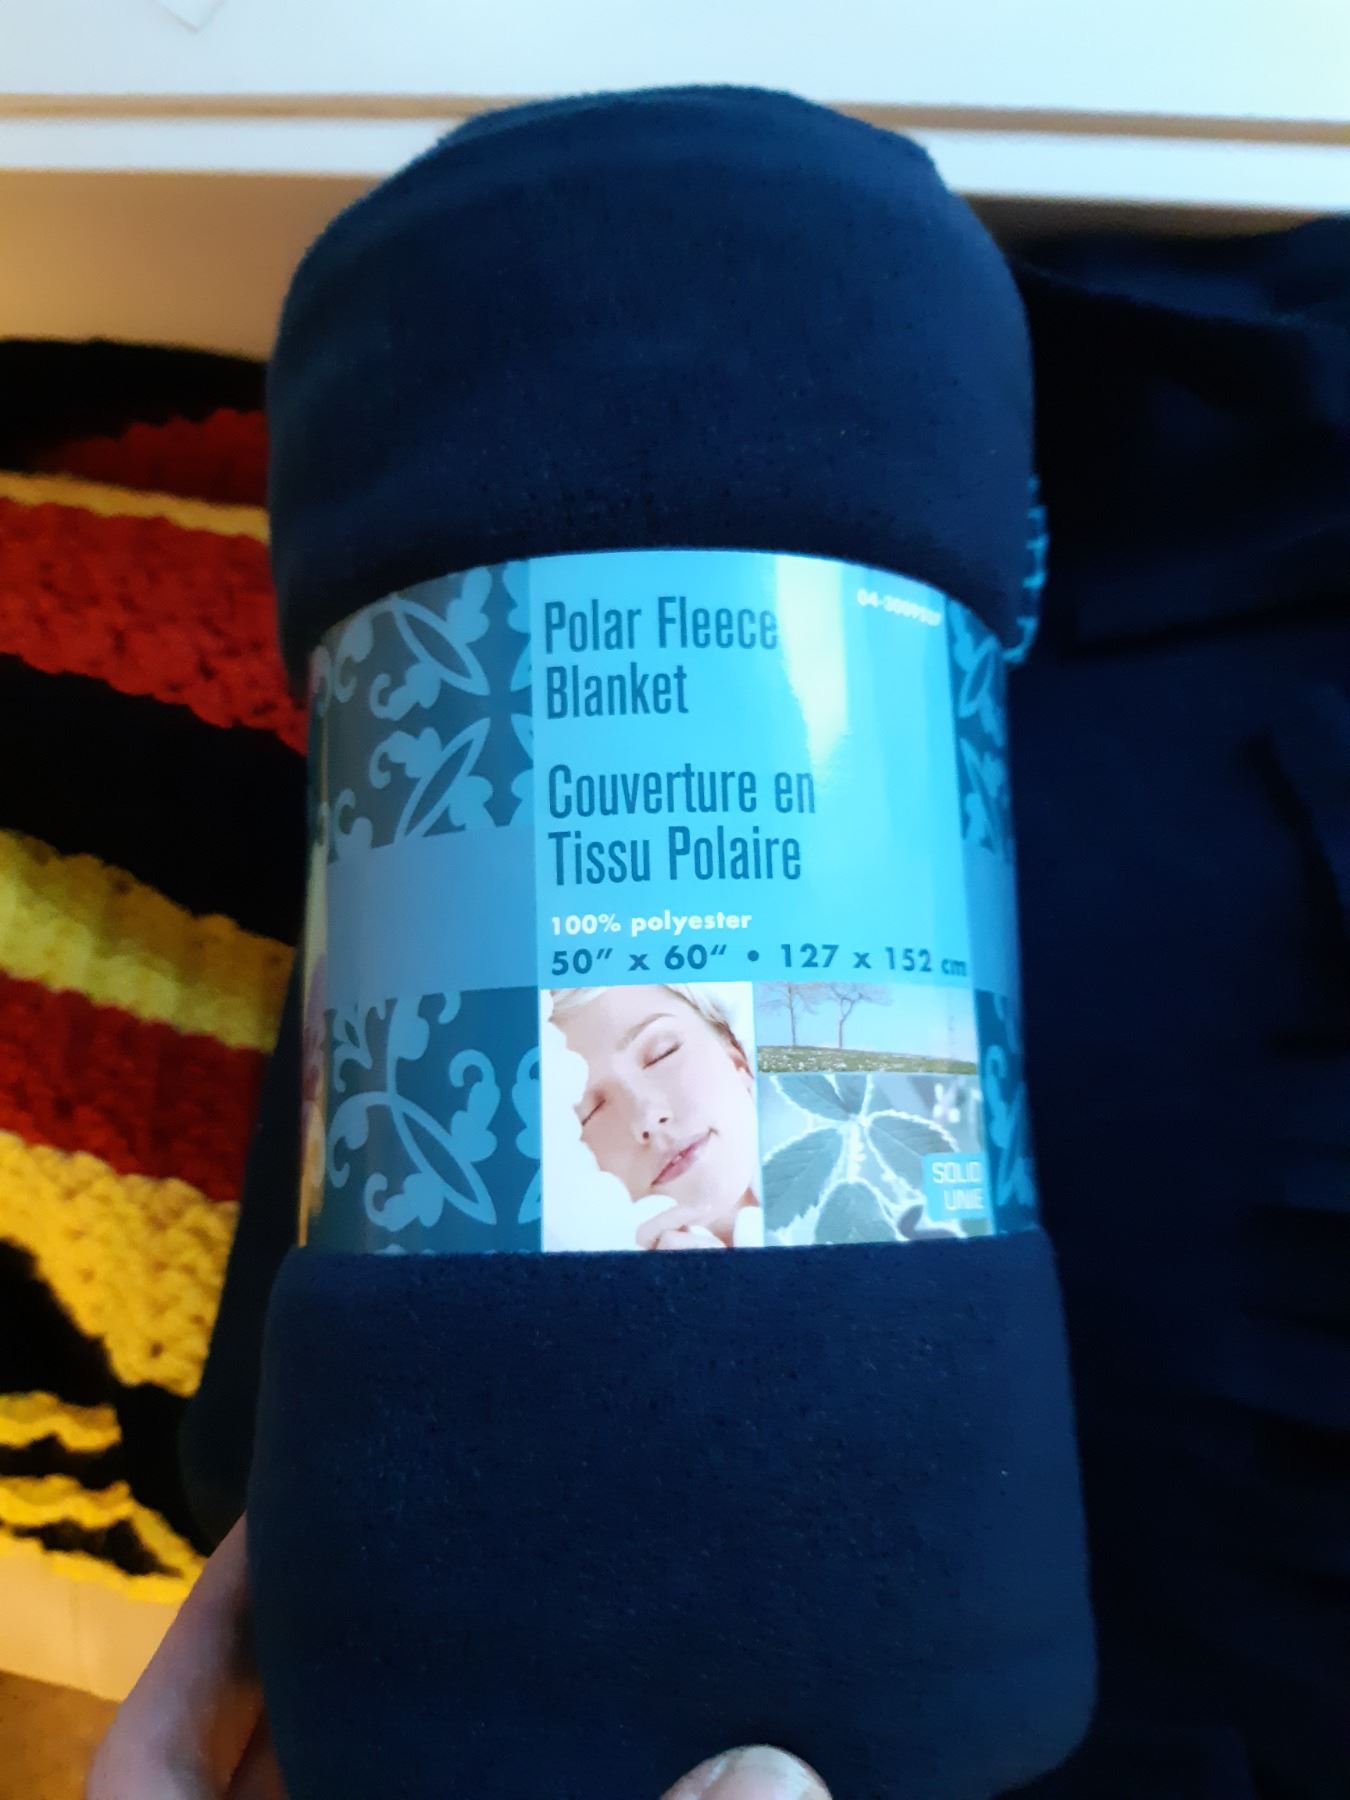 Polar Fleece
Blanket
Couverture en
Tissu Polaire
100% polyester
50” x 60“ • 127 x 152 cm
SOLID
UNIE